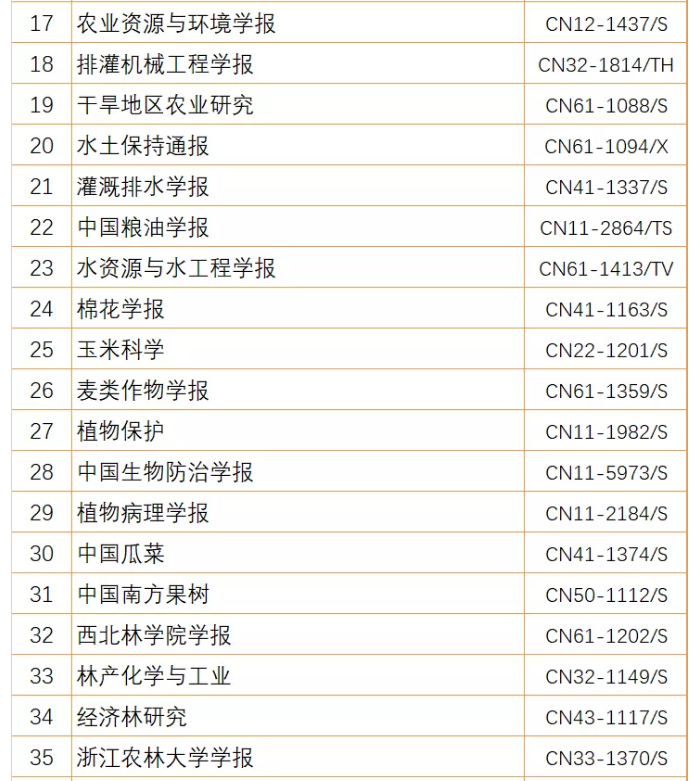 17 农业资源与环境学报 CN12-1437/S
18 排灌机械工程学报 CN32-1814/TH
19 干旱地区农业研究 CN61-1088/S
20 水土保持通报 CN61-1094/X
21 灌溉排水学报 CN41-1337/S
22 中国粮油学报 CN11-2864/TS
23 水资源与水工程学报 CN61-1413/TV
24 棉花学报 CN41-1163/S
25 玉米科学 CN22-1201/S
26 麦类作物学报 CN61-1359/S
27 植物保护 CN11-1982/S
28 中国生物防治学报 CN11-5973/S
29 植物病理学报 CN11-2184/S
30 中国瓜菜 CN41-1374/S
31 中国南方果树 CN50-1112/S
32 西北林学院学报 CN61-1202/S
33 林产化学与工业 CN32-1149/S
34 经济林研究 CN43-1117/S
35 浙江农林大学学报 CN33-1370/S